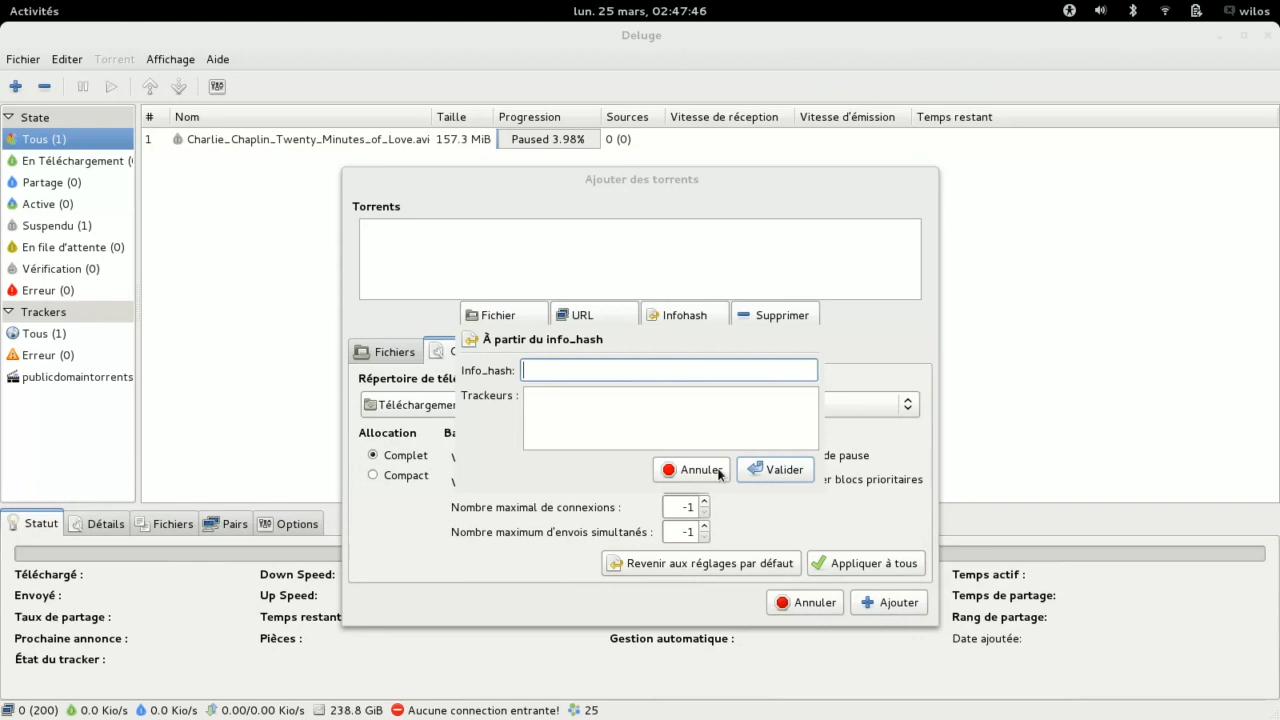 Activités lun. 25 mars, 02:47:46 wilos
Deluge
Fichier Editer Torrent Affichage Aide
State
Tous (1)
En Téléchargement (
Partage (0)
Active (0)
Suspendu (1)
En file d'attente (0)
Vérification (0)
Erreur (0)
Trackers
Tous (1)
Erreur (0)
publicdomaintorrents
# Nom Taille Progression Sources Vitesse de réception Vitesse d'émission Temps restant
1 Charlie_Chaplin_Twenty_Minutes_of_Love.avi 157.3 MiB Paused 3.98% 0 (0)
Ajouter des torrents
Torrents
Fichier URL Infohash Supprimer
À partir du info_hash
Info_hash:
Trackeurs :
Annuler Valider
Fichiers
Répertoire de télé
Téléchargemen
Allocation
Complet de pause
Compact er blocs prioritaires
Nombre maximal de connexions : -1
Nombre maximum d'envois simultanés : -1
Revenir aux réglages par défaut Appliquer à tous
Annuler Ajouter
Statut Détails Fichiers Pairs Options
Téléchargé : Down Speed: Temps actif :
Envoyé : Up Speed: Temps de partage:
Taux de partage : Temps restant Rang de partage:
Prochaine annonce : Pièces : Gestion automatique : Date ajoutée:
État du tracker :
0 (200) 0.0 Kio/s 0.0 Kio/s 0.00/0.00 Kio/s 238.8 GiB Aucune connection entrante! 25